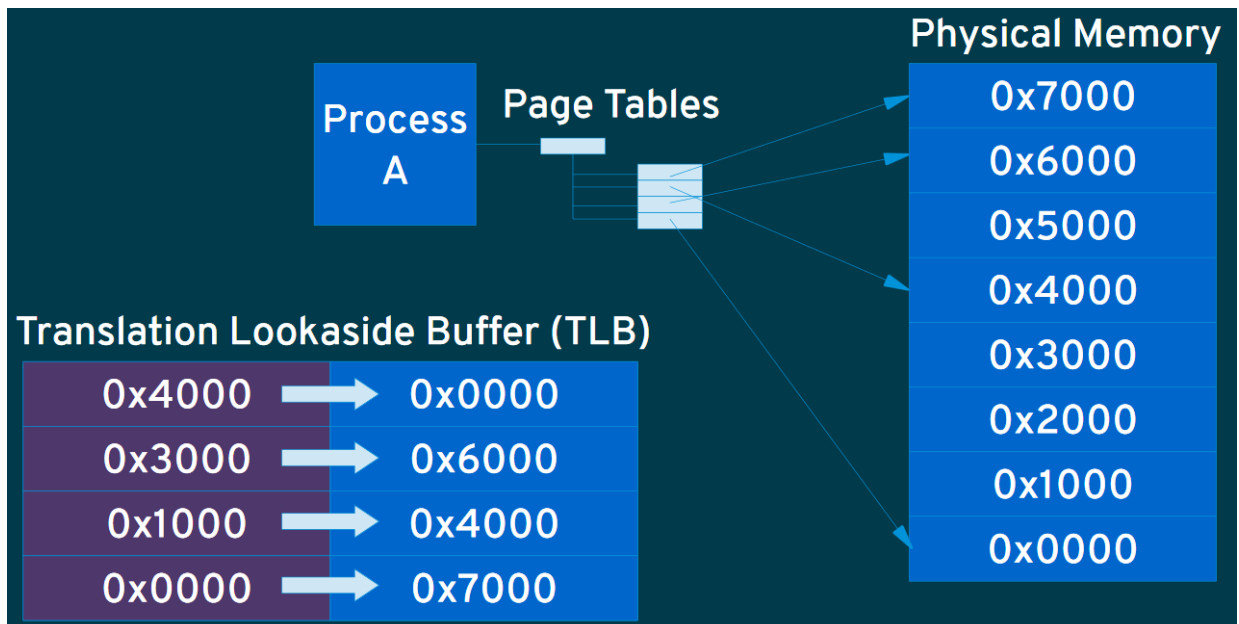 Physical Memory
Process
A
Page Tables
0x7000
0x6000
0x5000
0x4000
0x3000
0x2000
0x1000
0x0000
Translation Lookaside Buffer (TLB)
0x4000 0x0000
0x3000 0x6000
0x1000 0x4000
0x0000 0x7000